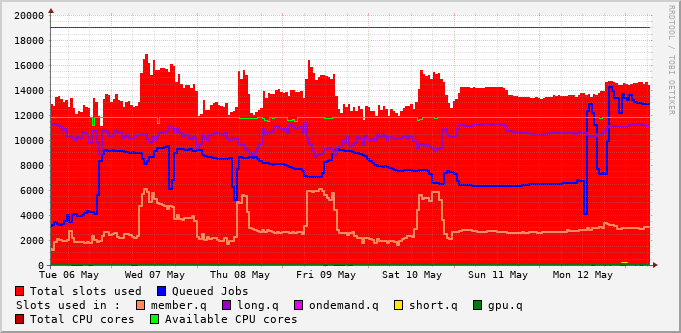 20000
18000
16000
14000
12000
10000
8000
6000
4000
2000
0
Tue 06 May Wed 07 May Thu 08 May Fri 09 May Sat 10 May Sun 11 May Mon 12 May
Total slots used Queued Jobs
Slots used in : member.q long.q ondemand.q short.q gpu.q
Total CPU cores Available CPU cores
RRDTOOL / TOBI OETIKER